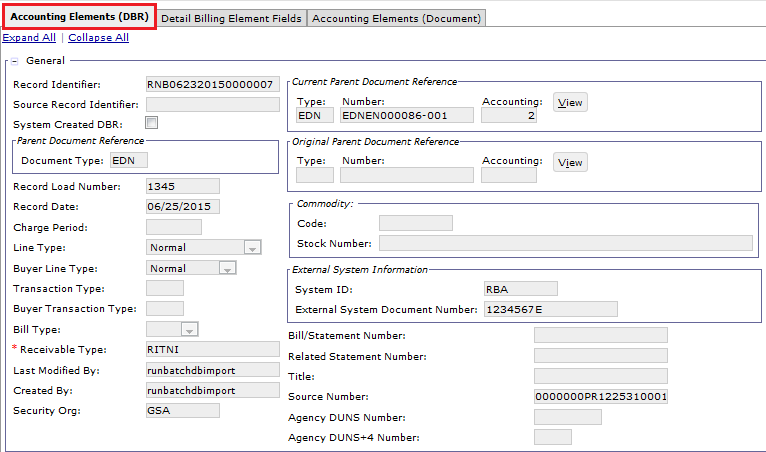 Accounting Elements (DBR) Detail Billing Element Fields Accounting Elements (Document)
Expand All | Collapse All
General
Record Identifier: RNB062320150000007
Source Record Identifier:
System Created DBR:
Parent Document Reference
Document Type: EDN
Record Load Number: 1345
Record Date: 06/25/2015
Charge Period:
Line Type: Normal
Buyer Line Type: Normal
Transaction Type:
Buyer Transaction Type:
Bill Type:
* Receivable Type: RITNI
Last Modified By: runbatchdbimport
Created By: runbatchdbimport
Security Org: GSA
Current Parent Document Reference
Type: Number: Accounting: View
EDN EDNEN000086-001 2
Original Parent Document Reference
Type: Number: Accounting: View
Commodity:
Code:
Stock Number:
External System Information
System ID: RBA
External System Document Number: 1234567E
Bill/Statement Number:
Related Statement Number:
Title:
Source Number: 0000000PR1225310001
Agency DUNS Number:
Agency DUNS+4 Number: